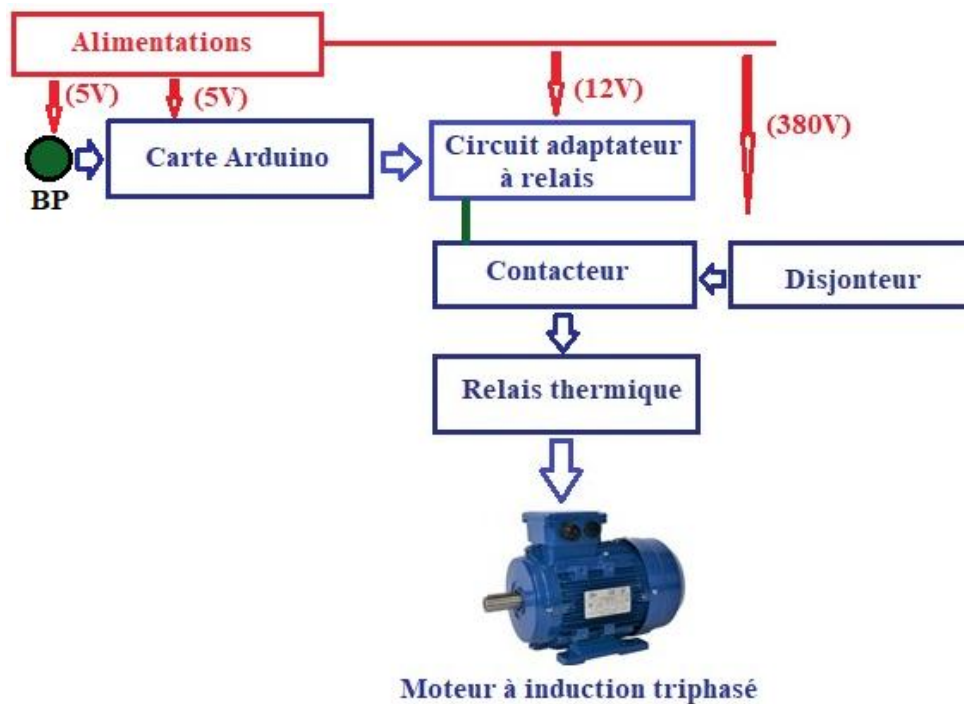 Alimentations
(5V)
(5V)
(12V)
(380V)
BP
Carte Arduino
Circuit adaptateur
à relais
Contacteur
Disjonteur
Relais thermique
Moteur à induction triphasé